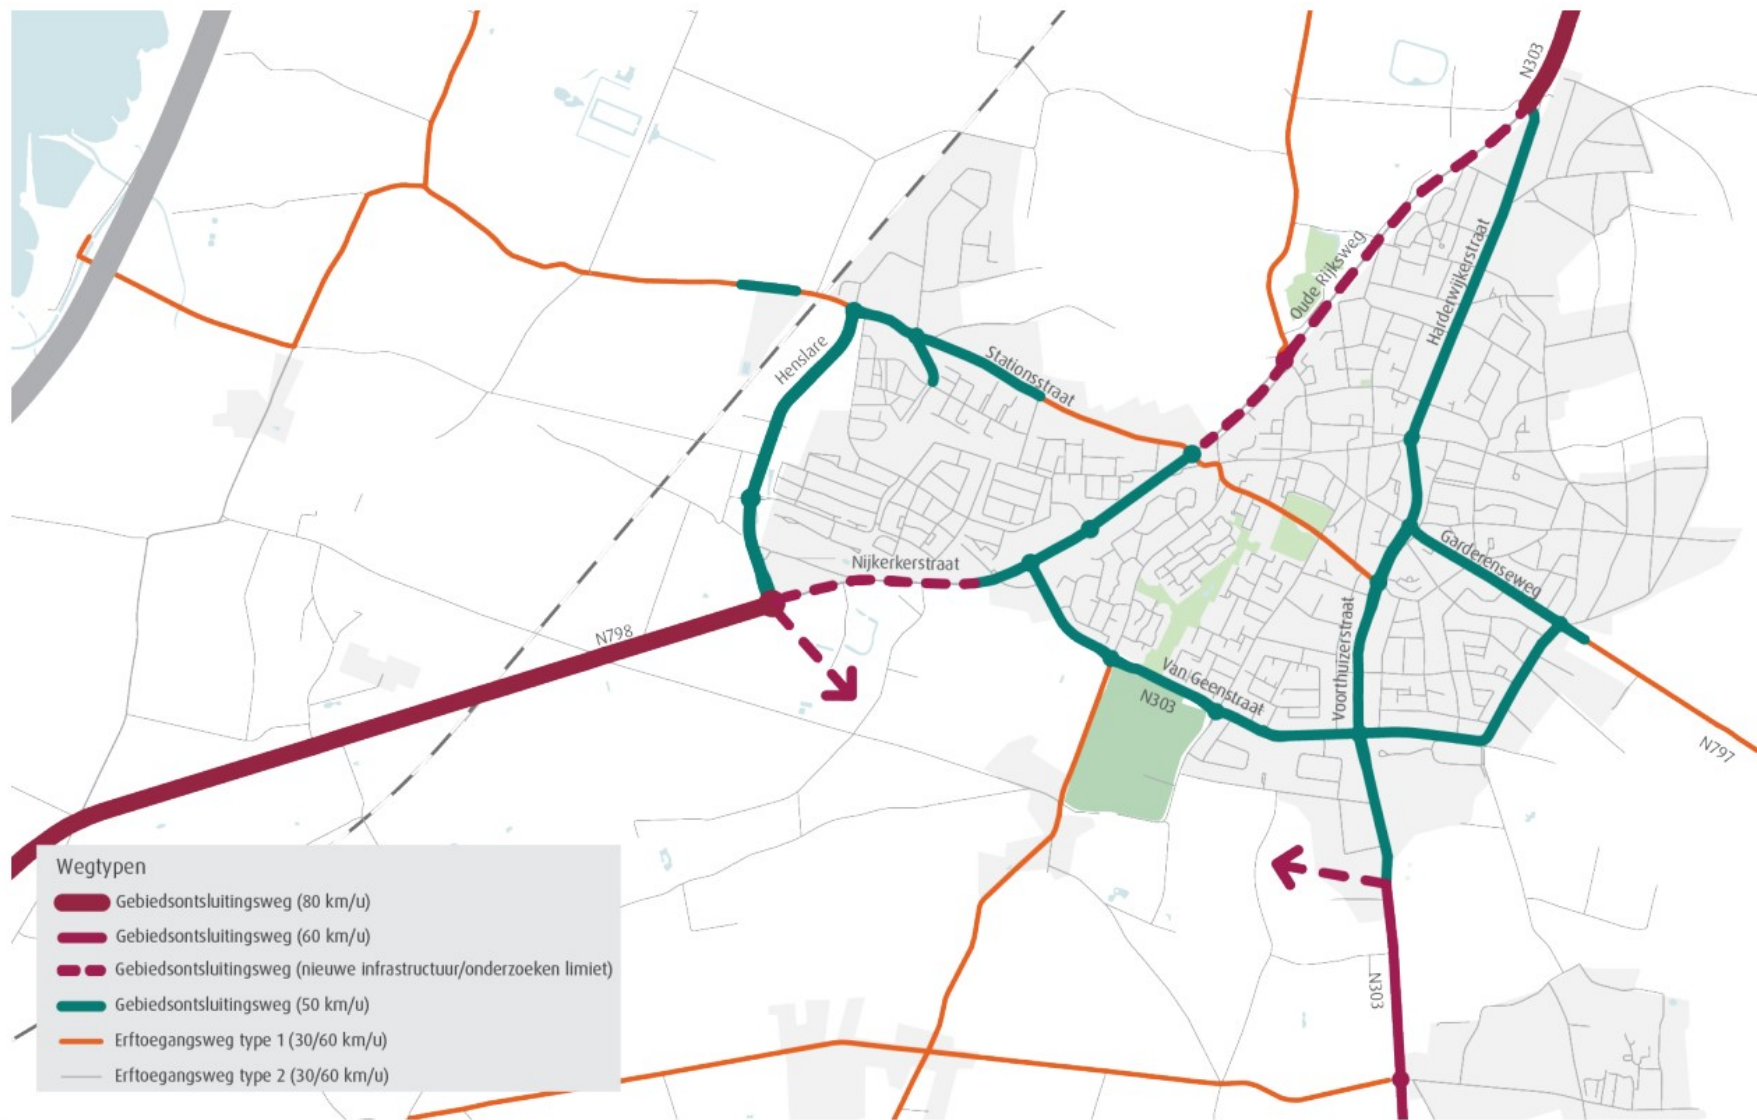 N303
Oude Rijksweg
Harderwijkerstraat
Henslare
Stationsstraat
Nijkerkerstraat
Garderenseweg
N798
Voorthuizerstraat
Van Geenstraat
N303
N797
N303
Wegtypen
Gebiedsontsluitingsweg (80 km/u)
Gebiedsontsluitingsweg (60 km/u)
Gebiedsontsluitingsweg (nieuwe infrastructuur/onderzoeken limiet)
Gebiedsontsluitingsweg (50 km/u)
Erftoegangsweg type 1 (30/60 km/u)
Erftoegangsweg type 2 (30/60 km/u)